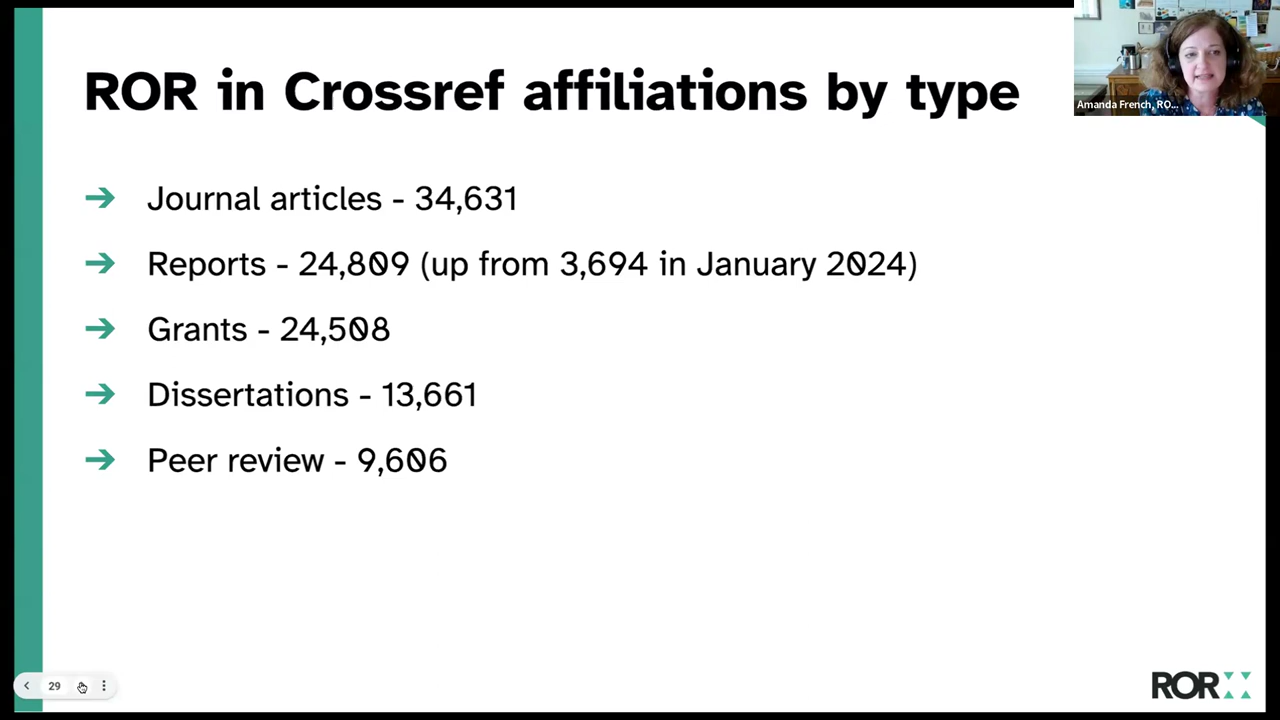 ROR in Crossref affiliations by type
Amanda French, RO...
➔ Journal articles - 34,631
➔ Reports - 24,809 (up from 3,694 in January 2024)
➔ Grants - 24,508
➔ Dissertations - 13,661
➔ Peer review - 9,606
29
ROR